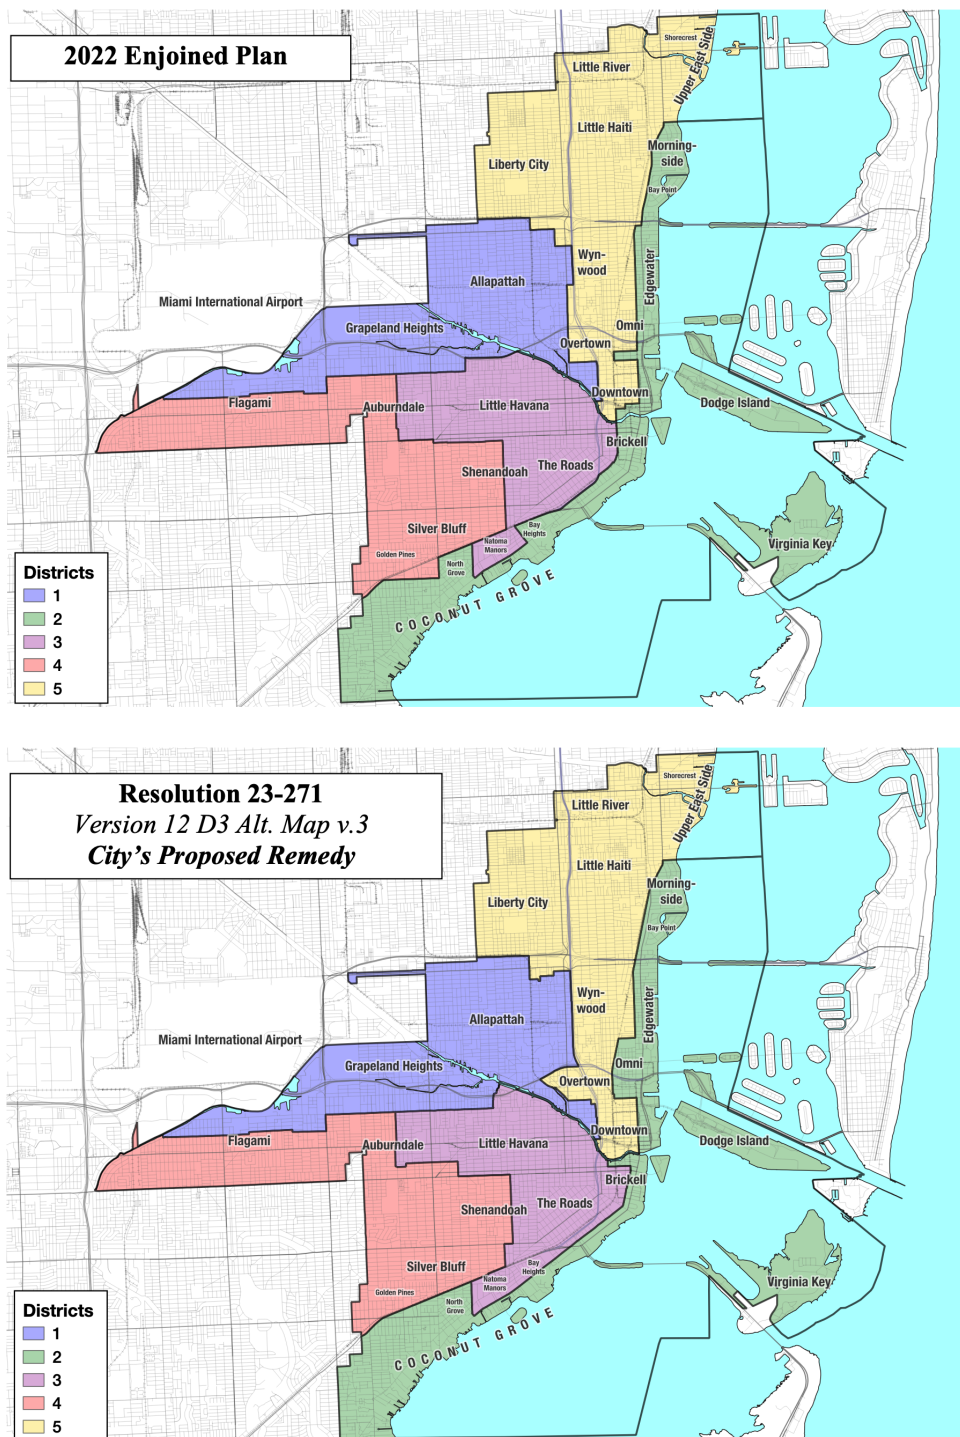 2022 Enjoined Plan
Shorecrest
Upper East Side
Little River
Little Haiti
Morning-
side
Liberty City
Bay Point
Wyn-
wood
Edgewater
Allapattah
Miami International Airport
Grapeland Heights
Omni
Overtown
Downtown
Dodge Island
Flagami
Auburndale
Little Havana
Brickell
The Roads
Shenandoah
Silver Bluff
Bay
Heights
Natoma
Manors
Golden Pines
North
Grove
Virginia Key
COCONUT GROVE
Districts
1
2
3
4
5
Resolution 23-271
Version 12 D3 Alt. Map v.3
City's Proposed Remedy
Shorecrest
Upper East Side
Little River
Little Haiti
Morning-
side
Liberty City
Bay Point
Wyn-
wood
Edgewater
Allapattah
Miami International Airport
Grapeland Heights
Omni
Overtown
Downtown
Dodge Island
Flagami
Auburndale
Little Havana
Brickell
The Roads
Shenandoah
Silver Bluff
Bay
Heights
Natoma
Manors
Golden Pines
North
Grove
Virginia Key
COCONUT GROVE
Districts
1
2
3
4
5